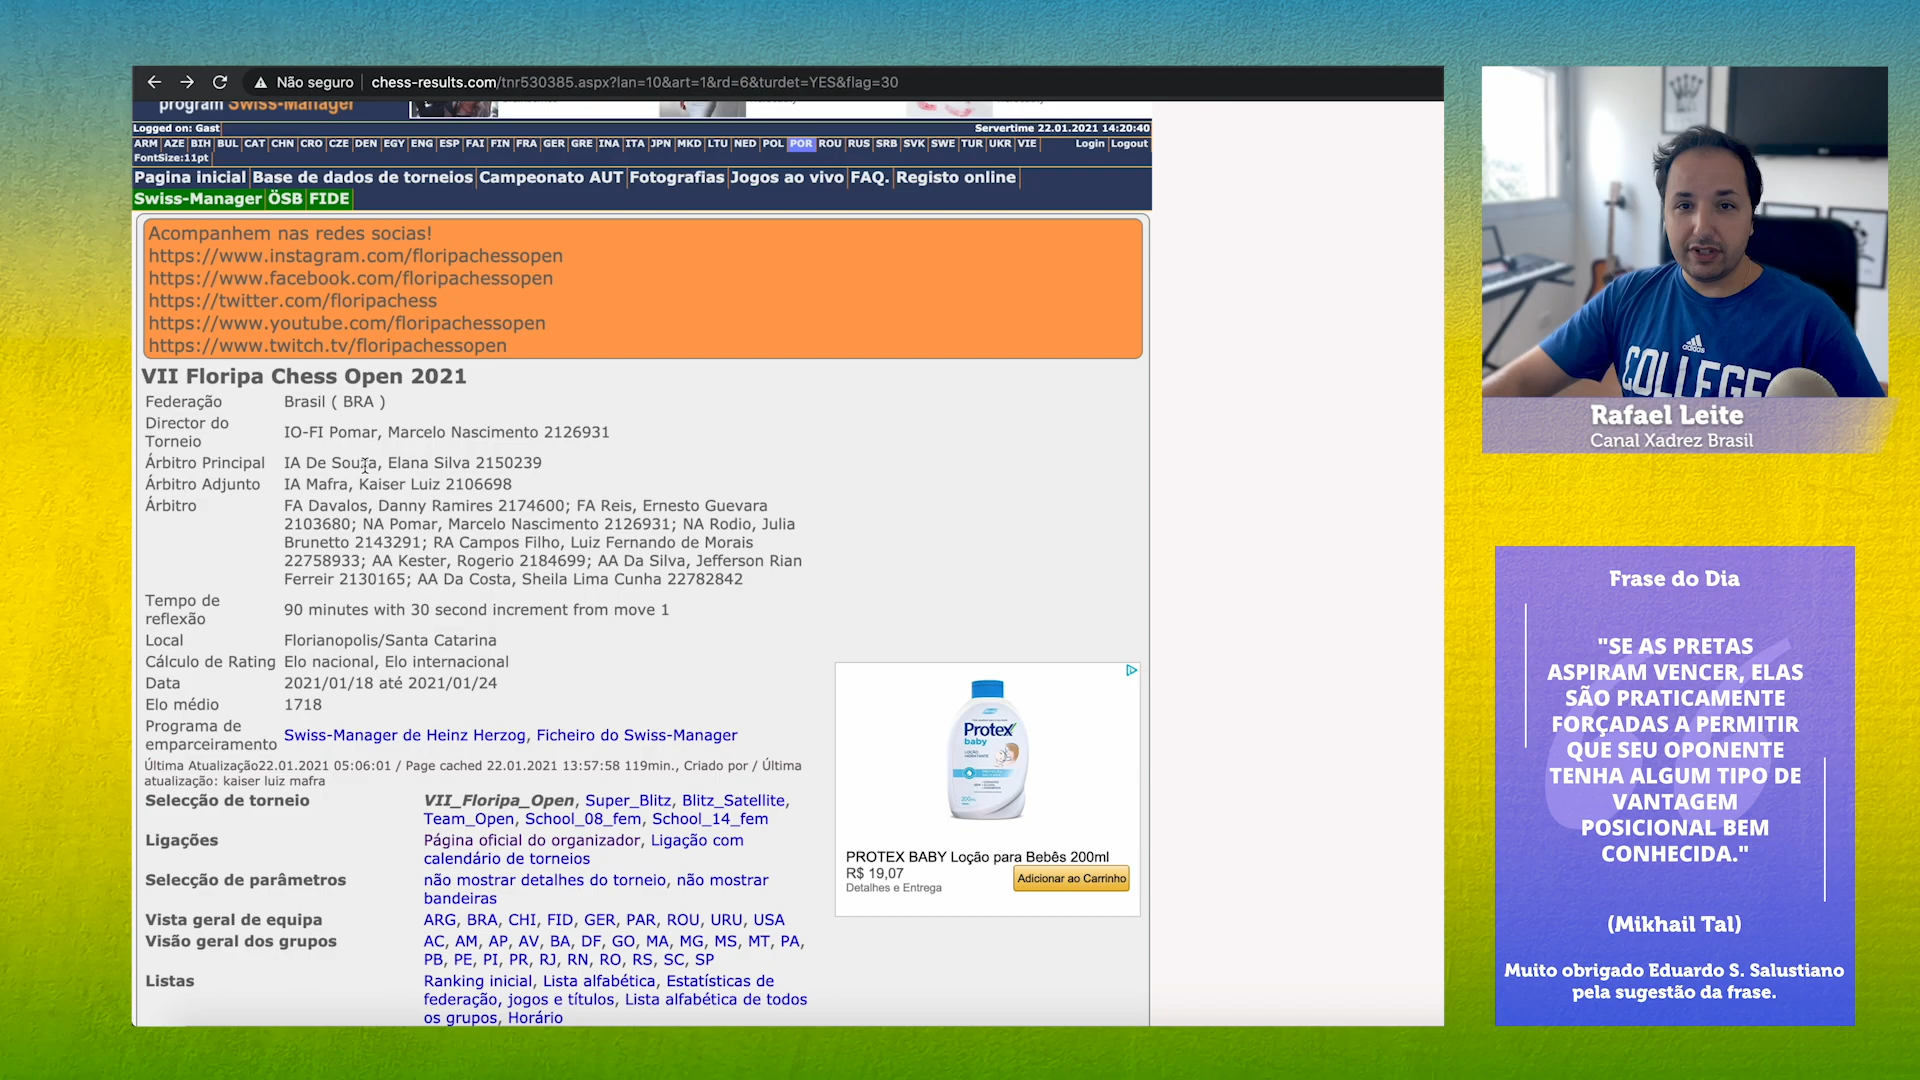 Não seguro
chess-results.com/tnr530385.aspx?lan=10&art=1&rd=6&turdet=YES&flag=30
program Swiss-Manager
Logged on: Gast
Servertime 22.01.2021 14:20:40
ARM AZE BIH BUL CAT CHN CRO CZE DEN EGY ENG ESP FAI FIN FRA GER GRE INA ITA JPN MKD LTU NED POL POR ROU RUS SRB SVK SWE TUR UKR VIE
Login Logout
FontSize:11pt
Pagina inicial Base de dados de torneios Campeonato AUT Fotografias Jogos ao vivo FAQ. Registo online
Swiss-Manager ÖSB FIDE
Acompanhem nas redes socias!
https://www.instagram.com/floripachessopen
https://www.facebook.com/floripachessopen
https://twitter.com/floripachess
https://www.youtube.com/floripachessopen
https://www.twitch.tv/floripachessopen
VII Floripa Chess Open 2021
Federação Brasil ( BRA )
Director do
Torneio
IO-FI Pomar, Marcelo Nascimento 2126931
Árbitro Principal IA De Souza, Elana Silva 2150239
Árbitro Adjunto IA Mafra, Kaiser Luiz 2106698
Árbitro FA Davalos, Danny Ramires 2174600; FA Reis, Ernesto Guevara
2103680; NA Pomar, Marcelo Nascimento 2126931; NA Rodio, Julia
Brunetto 2143291; RA Campos Filho, Luiz Fernando de Morais
22758933; AA Kester, Rogerio 2184699; AA Da Silva, Jefferson Rian
Ferreir 2130165; AA Da Costa, Sheila Lima Cunha 22782842
Tempo de
reflexão
90 minutes with 30 second increment from move 1
Local Florianopolis/Santa Catarina
Cálculo de Rating Elo nacional, Elo internacional
Data 2021/01/18 até 2021/01/24
Elo médio 1718
Programa de
emparceiramento
Swiss-Manager de Heinz Herzog, Ficheiro do Swiss-Manager
Última Atualização22.01.2021 05:06:01 / Page cached 22.01.2021 13:57:58 119min., Criado por / Última
atualização: kaiser luiz mafra
Selecção de torneio VII_Floripa_Open, Super_Blitz, Blitz_Satellite,
Team_Open, School_08_fem, School_14_fem
Ligações Página oficial do organizador, Ligação com
calendário de torneios
Selecção de parâmetros não mostrar detalhes do torneio, não mostrar
bandeiras
Vista geral de equipa ARG, BRA, CHI, FID, GER, PAR, ROU, URU, USA
Visão geral dos grupos AC, AM, AP, AV, BA, DF, GO, MA, MG, MS, MT, PA,
PB, PE, PI, PR, RJ, RN, RO, RS, SC, SP
Listas Ranking inicial, Lista alfabética, Estatísticas de
federação, jogos e títulos, Lista alfabética de todos
os grupos, Horário
Protex
baby
200ml
PROTEX BABY Loção para Bebês 200ml
R$ 19,07
Detalhes e Entrega
Adicionar ao Carrinho
adidas
COLLEGE
Rafael Leite
Canal Xadrez Brasil
Frase do Dia
"SE AS PRETAS
ASPIRAM VENCER, ELAS
SÃO PRATICAMENTE
FORÇADAS A PERMITIR
QUE SEU OPONENTE
TENHA ALGUM TIPO DE
VANTAGEM
POSICIONAL BEM
CONHECIDA."
(Mikhail Tal)
Muito obrigado Eduardo S. Salustiano
pela sugestão da frase.